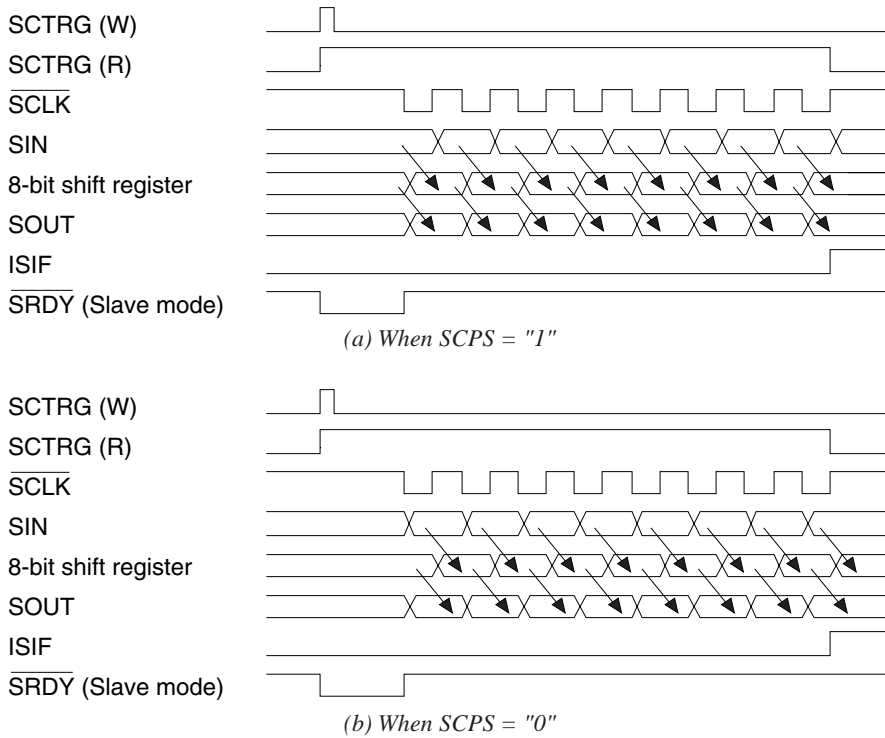 SCTRG (W)
SCTRG (R)
SCLK
SIN
8-bit shift register
SOUT
ISIF
SRDY (Slave mode)
(a) When SCPS = "1"
SCTRG (W)
SCTRG (R)
SCLK
SIN
8-bit shift register
SOUT
ISIF
SRDY (Slave mode)
(b) When SCPS = "0"